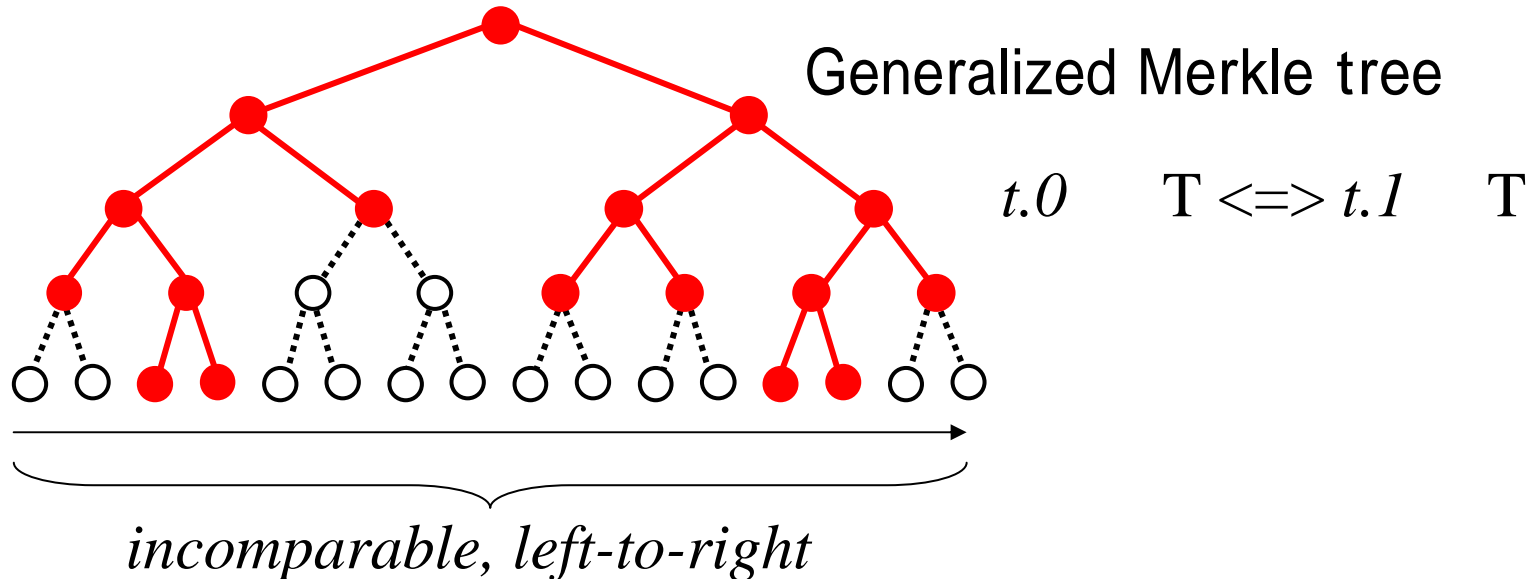 Generalized Merkle tree
t.0 T <=> t.1 T
incomparable, left-to-right